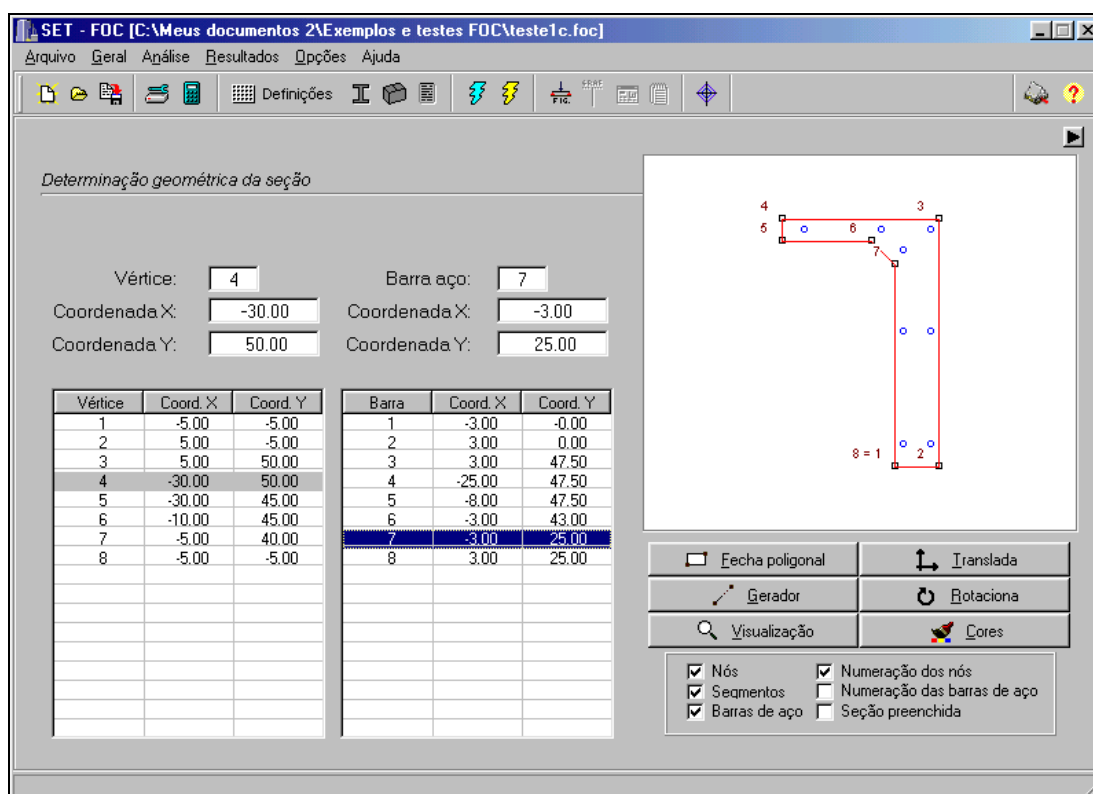 SET - FOC [C:\Meus documentos 2\Exemplos e testes FOC\teste1c.foc]
Arquivo Geral Análise Resultados Opções Ajuda
Definições FIG. ?
Determinação geométrica da seção
Vértice: 4 Barra aço: 7
Coordenada X: -30.00 Coordenada X: -3.00
Coordenada Y: 50.00 Coordenada Y: 25.00
Vértice Coord. X Coord. Y
1 -5.00 -5.00
2 5.00 -5.00
3 5.00 50.00
4 -30.00 50.00
5 -30.00 45.00
6 -10.00 45.00
7 -5.00 40.00
8 -5.00 -5.00
Barra Coord. X Coord. Y
1 -3.00 -0.00
2 3.00 0.00
3 3.00 47.50
4 -25.00 47.50
5 -8.00 47.50
6 -3.00 43.00
7 -3.00 25.00
8 3.00 25.00
4 3
5 6
7
8 = 1 2
Fecha poligonal Translada
Gerador Rotaciona
Visualização Cores
Nós Numeração dos nós
Segmentos Numeração das barras de aço
Barras de aço Seção preenchida